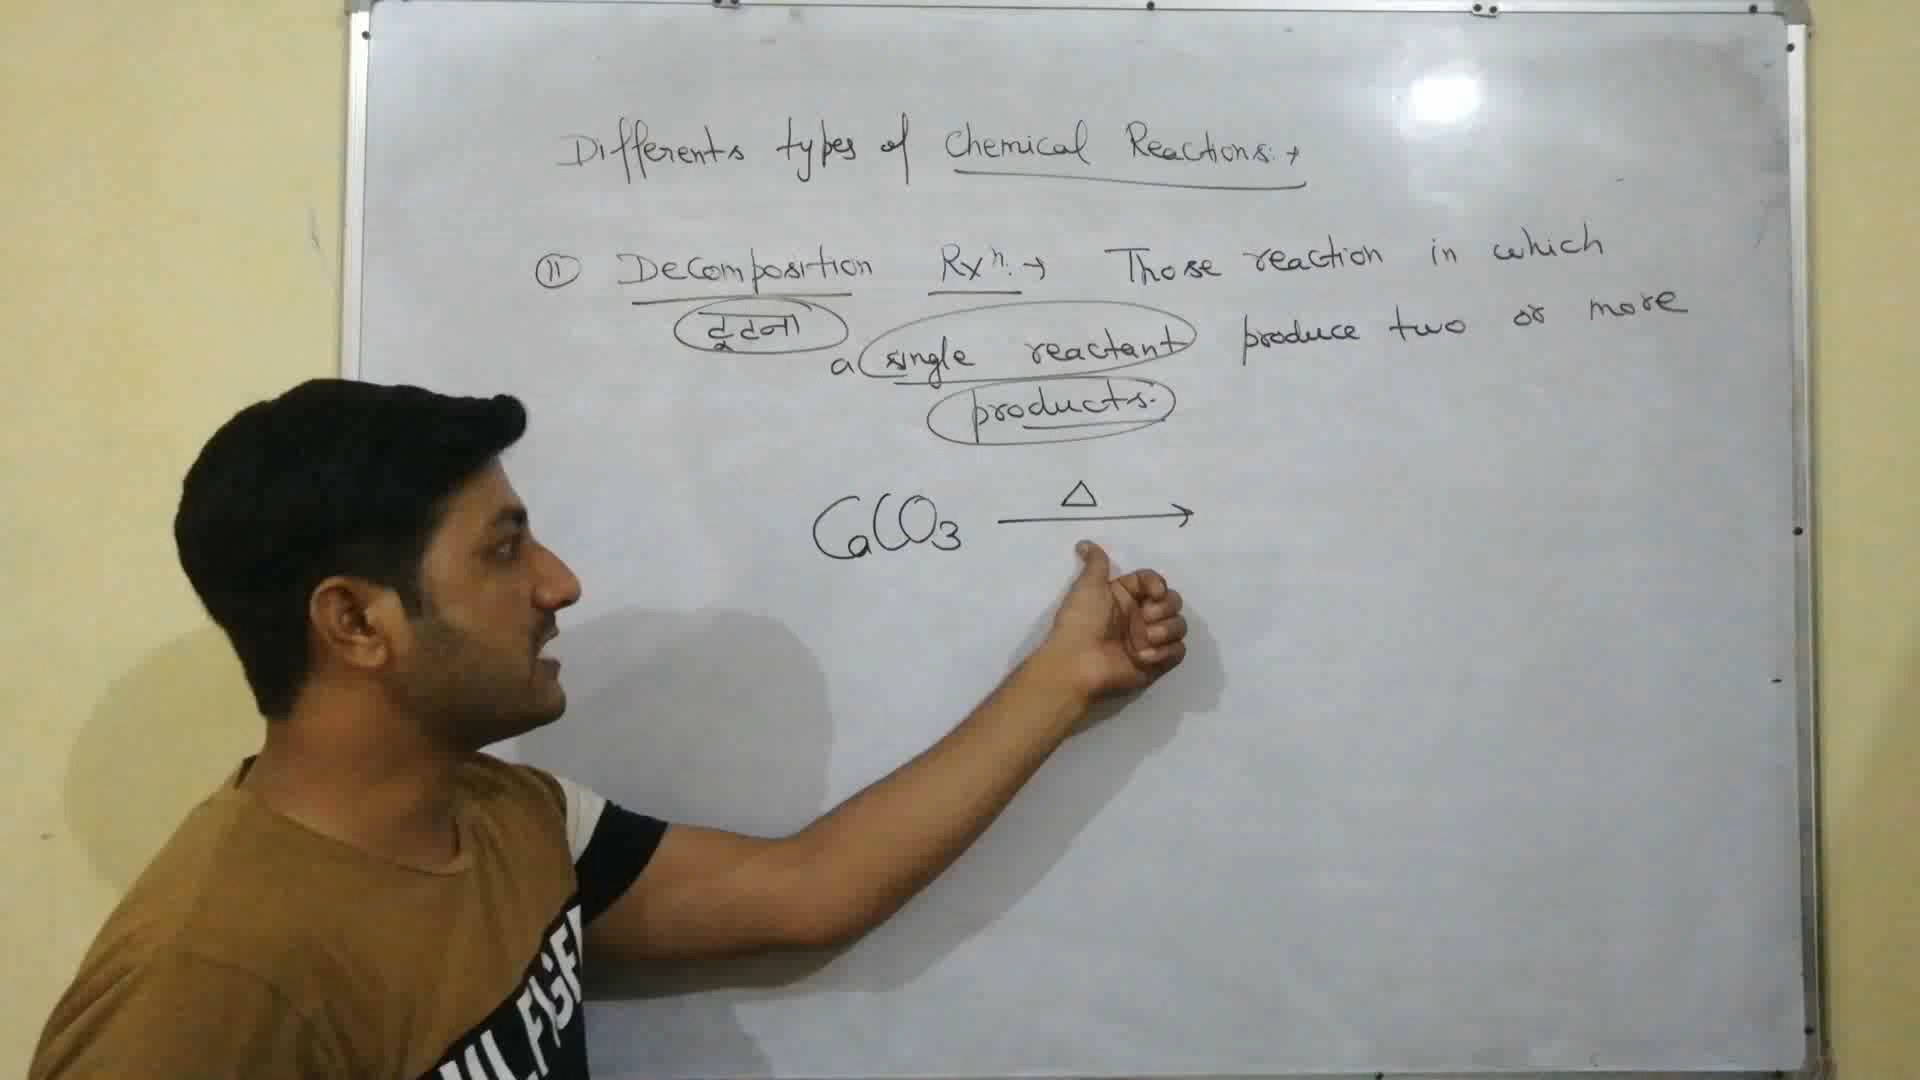 Differents types of Chemical Reactions:→
(ii) Decomposition Rxⁿ.→ Those reaction in which
टूटना a single reactant produce two or more
products:
CaCO₃ —Δ→